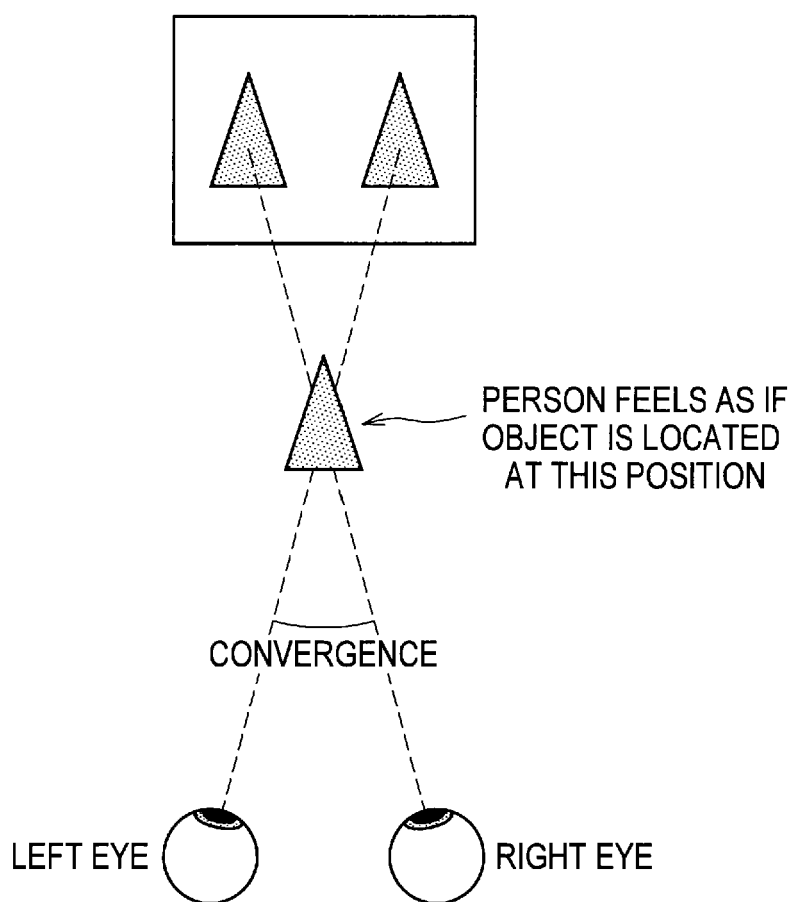 PERSON FEELS AS IF
OBJECT IS LOCATED
AT THIS POSITION
CONVERGENCE
LEFT EYE
RIGHT EYE